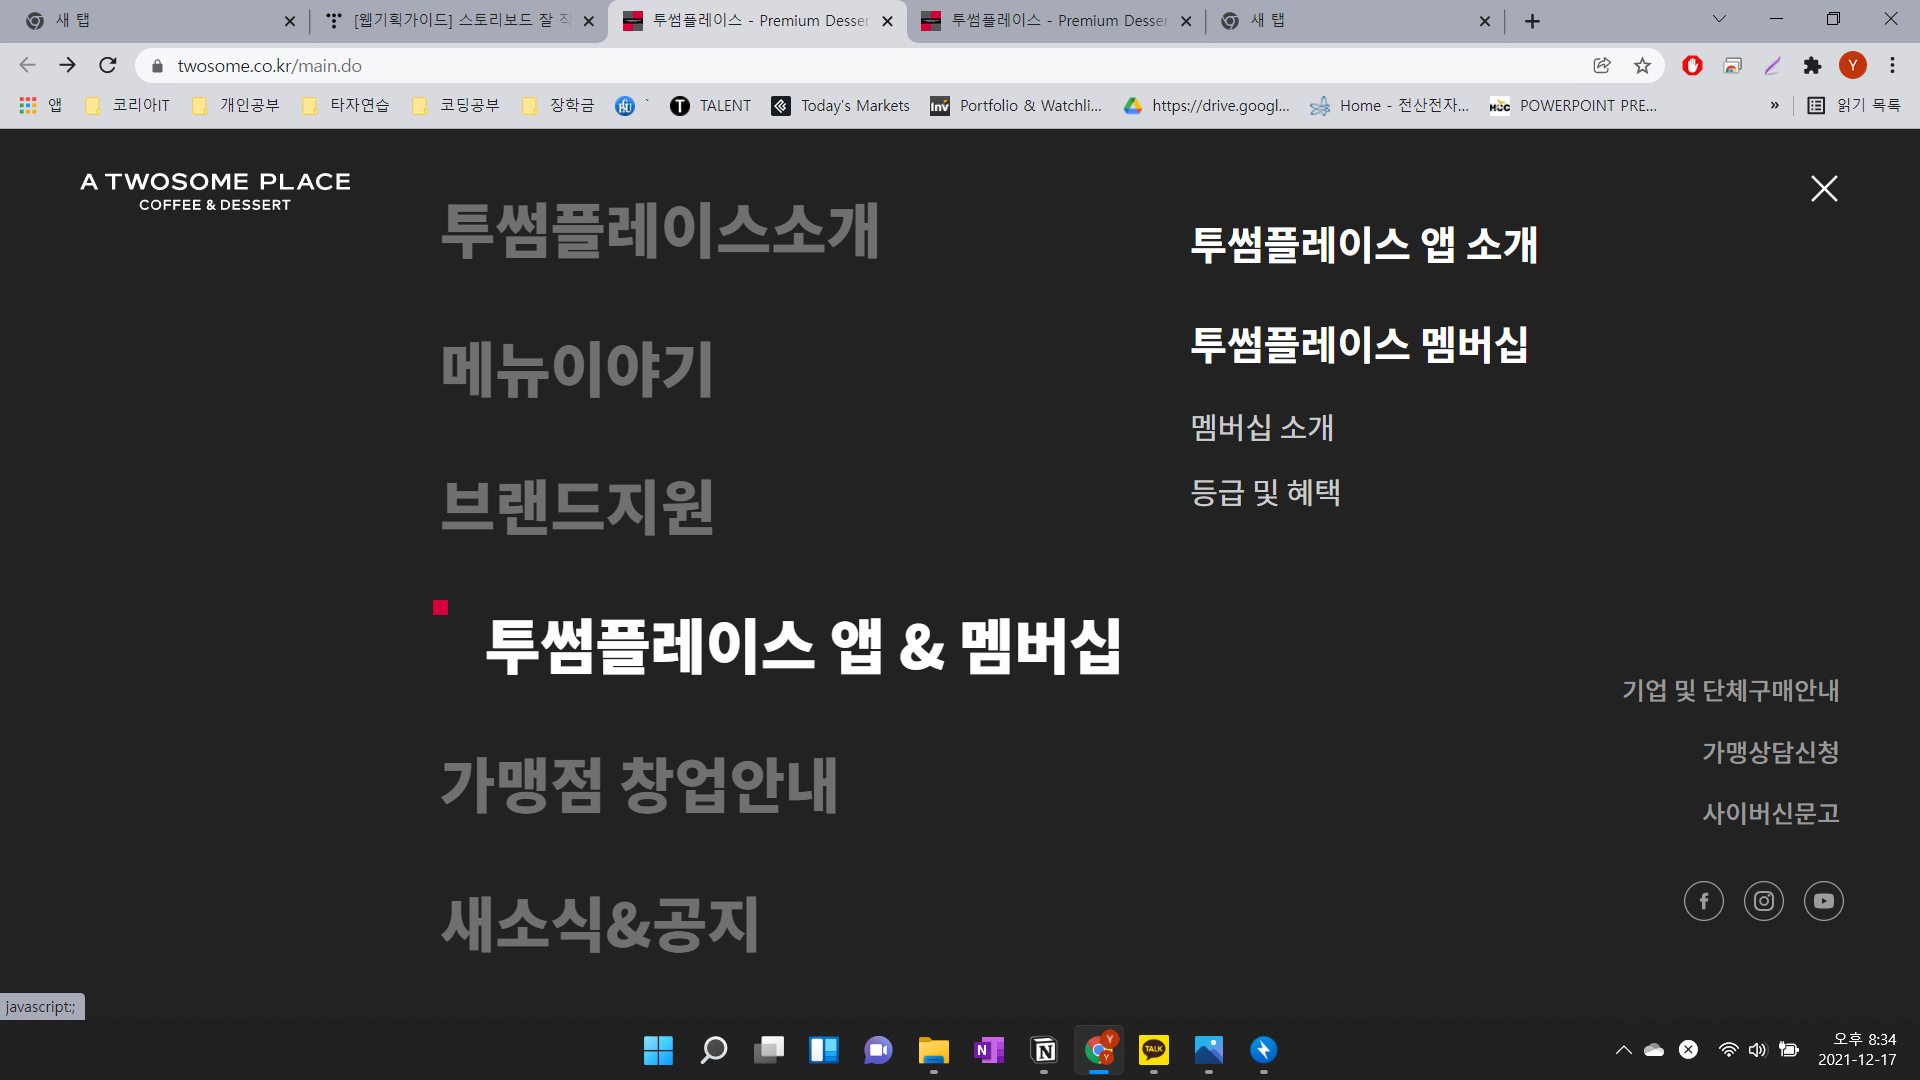 새 탭
[웹기획가이드] 스토리보드 잘 작
투썸플레이스 - Premium Desser
투썸플레이스 - Premium Desser
새 탭
twosome.co.kr/main.do
Y
앱
코리아IT
개인공부
타자연습
코딩공부
장학금
`
TALENT
Today's Markets
Portfolio & Watchli...
https://drive.googl...
Home - 전산전자...
POWERPOINT PRE...
»
읽기 목록
A TWOSOME PLACE
COFFEE & DESSERT
투썸플레이스소개
메뉴이야기
브랜드지원
투썸플레이스 앱 & 멤버십
가맹점 창업안내
새소식&공지
투썸플레이스 앱 소개
투썸플레이스 멤버십
멤버십 소개
등급 및 혜택
기업 및 단체구매안내
가맹상담신청
사이버신문고
javascript:;
오후 8:34
2021-12-17